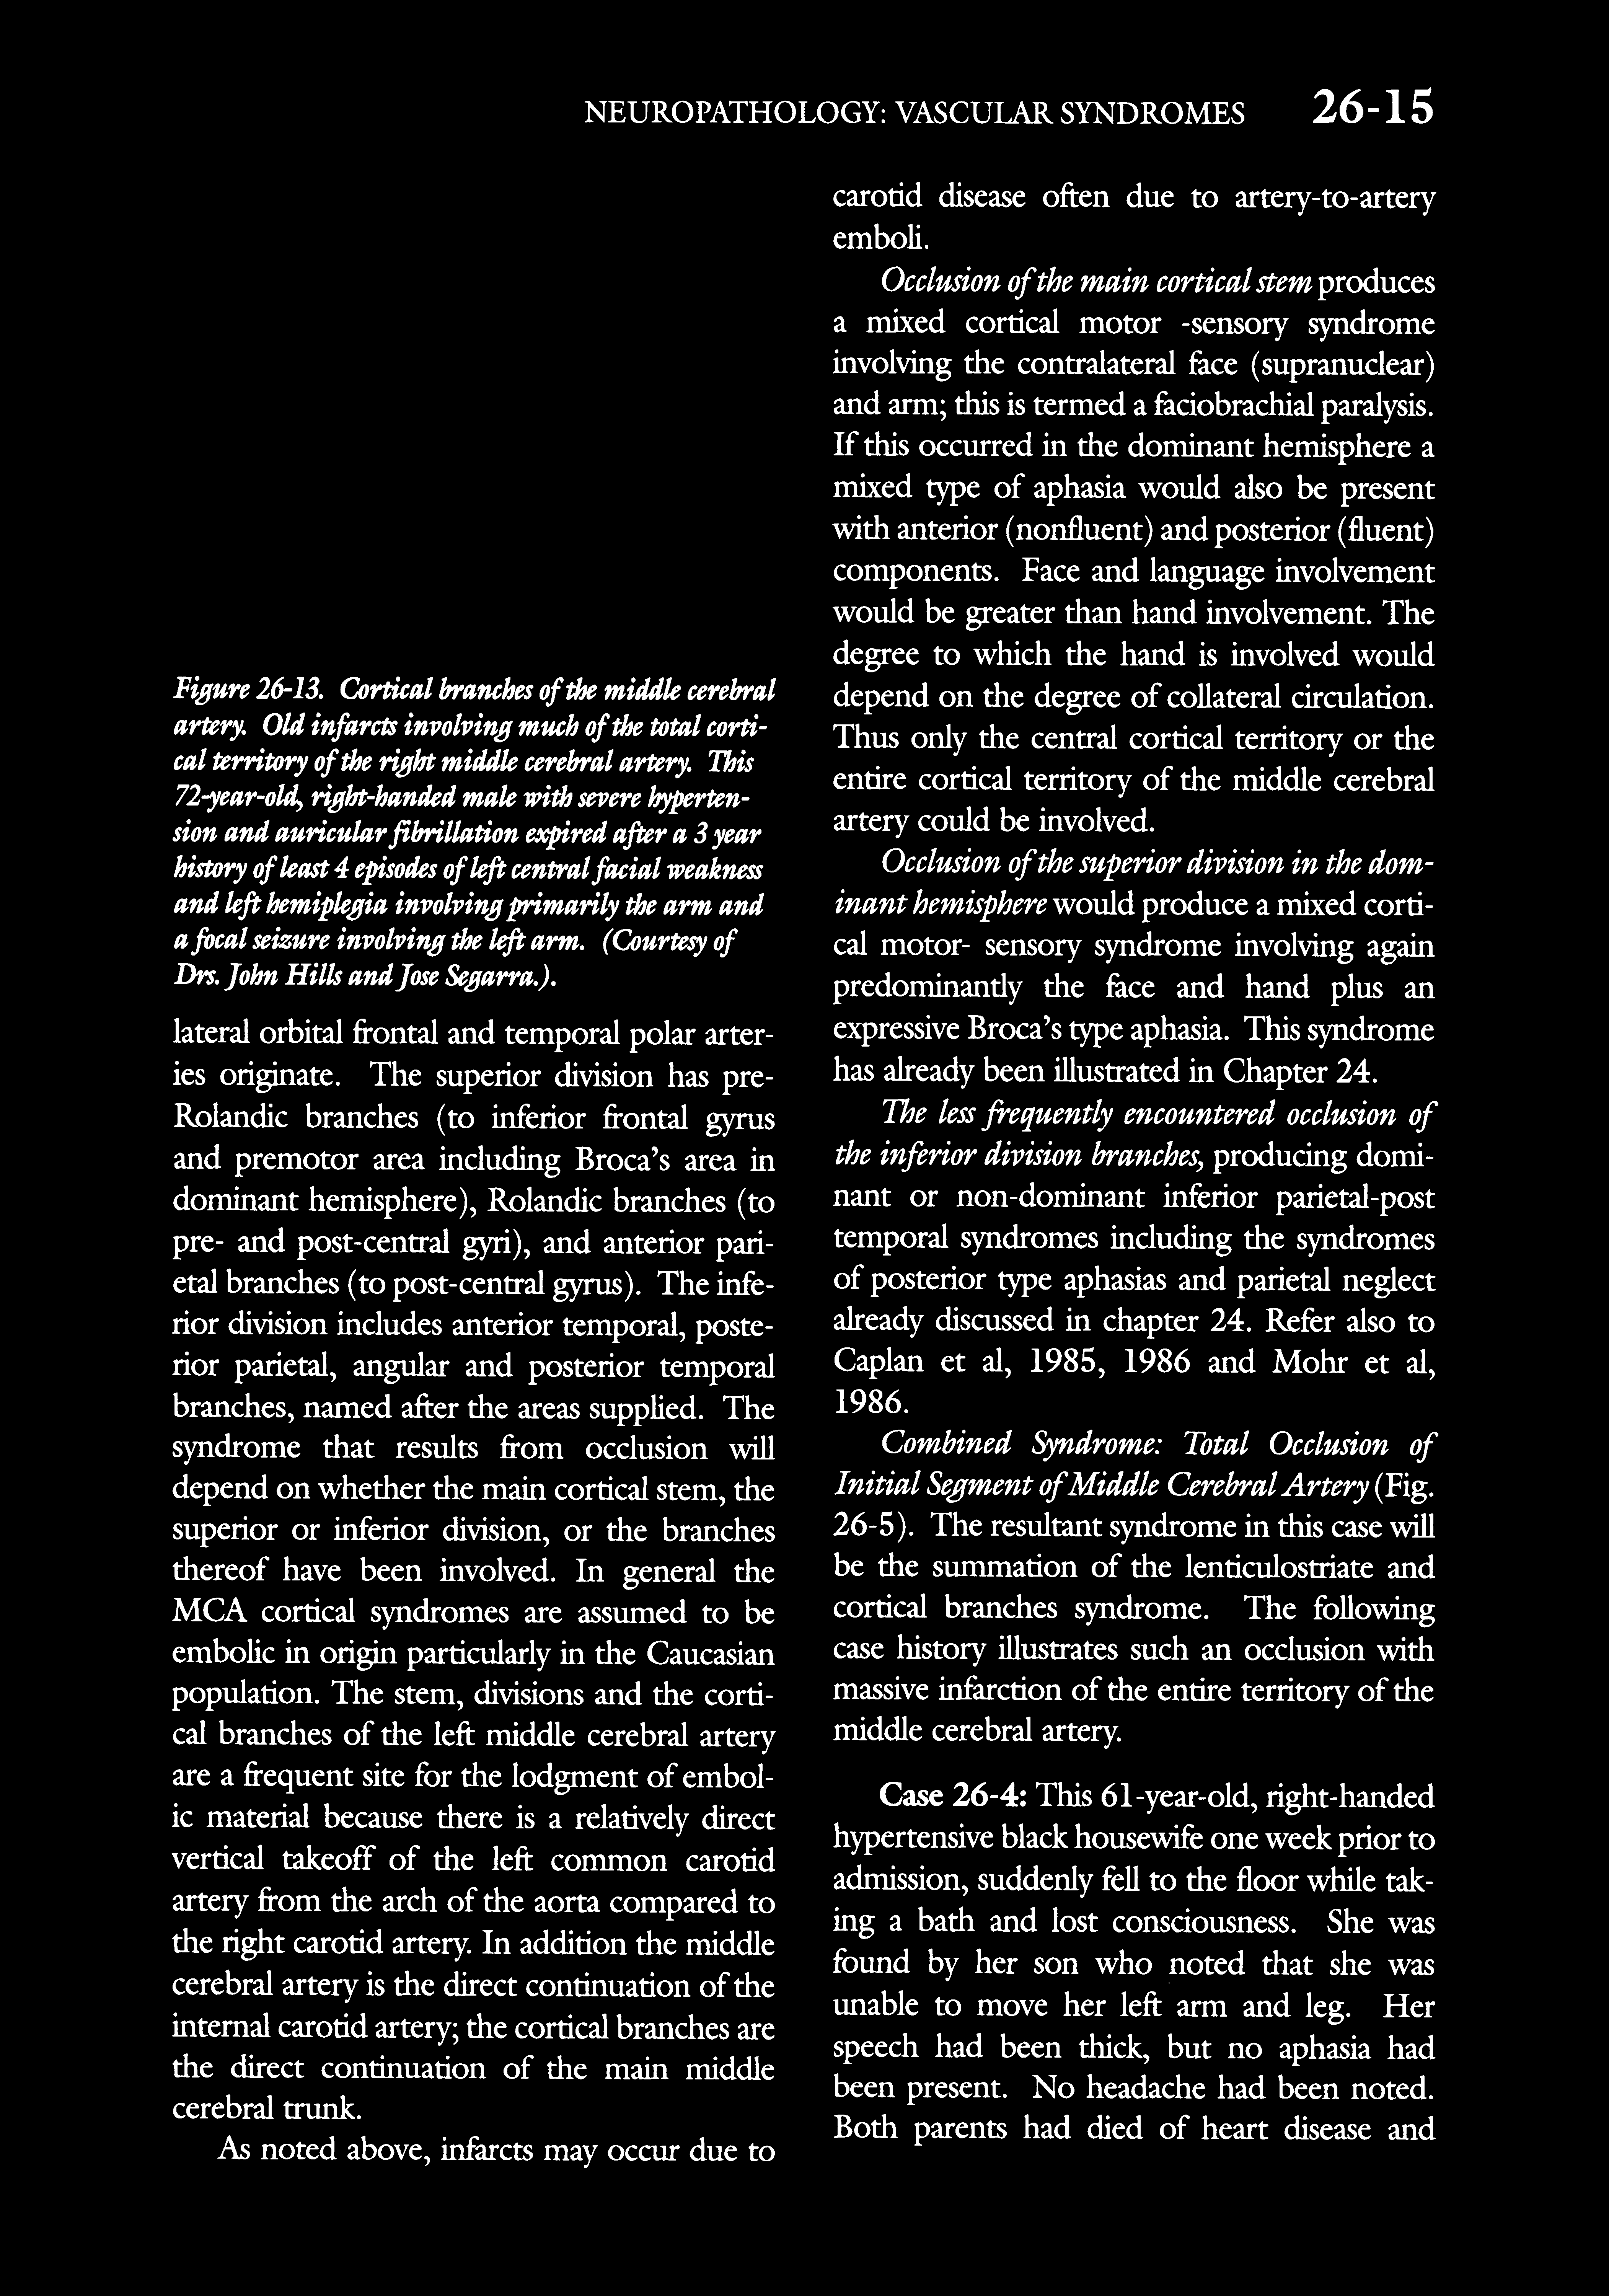 NEUROPATHOLOGY: VASCULAR SYNDROMES 26-15
Figure 26-13. Cortical branches of the middle cerebral
artery. Old infarcts involving much of the total corti-
cal territory of the right middle cerebral artery. This
72-year-old, right-handed male with severe hyperten-
sion and auricular fibrillation expired after a 3 year
history of least 4 episodes of left central facial weakness
and left hemiplegia involving primarily the arm and
a focal seizure involving the left arm. (Courtesy of
Drs. John Hills and Jose Segarra.).
lateral orbital frontal and temporal polar arter-
ies originate. The superior division has pre-
Rolandic branches (to inferior frontal gyrus
and premotor area including Broca's area in
dominant hemisphere), Rolandic branches (to
pre- and post-central gyri), and anterior pari-
etal branches (to post-central gyrus). The infe-
rior division includes anterior temporal, poste-
rior parietal, angular and posterior temporal
branches, named after the areas supplied. The
syndrome that results from occlusion will
depend on whether the main cortical stem, the
superior or inferior division, or the branches
thereof have been involved. In general the
MCA cortical syndromes are assumed to be
embolic in origin particularly in the Caucasian
population. The stem, divisions and the corti-
cal branches of the left middle cerebral artery
are a frequent site for the lodgment of embol-
ic material because there is a relatively direct
vertical takeoff of the left common carotid
artery from the arch of the aorta compared to
the right carotid artery. In addition the middle
cerebral artery is the direct continuation of the
internal carotid artery; the cortical branches are
the direct continuation of the main middle
cerebral trunk.
As noted above, infarcts may occur due to
carotid disease often due to artery-to-artery
emboli.
Occlusion of the main cortical stem produces
a mixed cortical motor -sensory syndrome
involving the contralateral face (supranuclear)
and arm; this is termed a faciobrachial paralysis.
If this occurred in the dominant hemisphere a
mixed type of aphasia would also be present
with anterior (nonfluent) and posterior (fluent)
components. Face and language involvement
would be greater than hand involvement. The
degree to which the hand is involved would
depend on the degree of collateral circulation.
Thus only the central cortical territory or the
entire cortical territory of the middle cerebral
artery could be involved.
Occlusion of the superior division in the dom-
inant hemisphere would produce a mixed corti-
cal motor- sensory syndrome involving again
predominantly the face and hand plus an
expressive Broca's type aphasia. This syndrome
has already been illustrated in Chapter 24.
The less frequently encountered occlusion of
the inferior division branches, producing domi-
nant or non-dominant inferior parietal-post
temporal syndromes including the syndromes
of posterior type aphasias and parietal neglect
already discussed in chapter 24. Refer also to
Caplan et al, 1985, 1986 and Mohr et al,
1986.
Combined Syndrome: Total Occlusion of
Initial Segment of Middle Cerebral Artery (Fig.
26-5). The resultant syndrome in this case will
be the summation of the lenticulostriate and
cortical branches syndrome. The following
case history illustrates such an occlusion with
massive infarction of the entire territory of the
middle cerebral artery.
Case 26-4: This 61-year-old, right-handed
hypertensive black housewife one week prior to
admission, suddenly fell to the floor while tak-
ing a bath and lost consciousness. She was
found by her son who noted that she was
unable to move her left arm and leg. Her
speech had been thick, but no aphasia had
been present. No headache had been noted.
Both parents had died of heart disease and